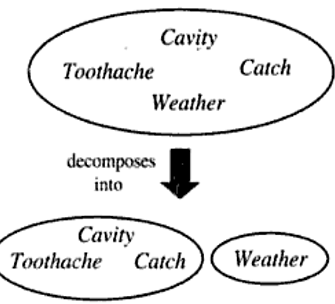 Cavity
Toothache Catch
Weather
decomposes
into
Cavity
Toothache Catch Weather